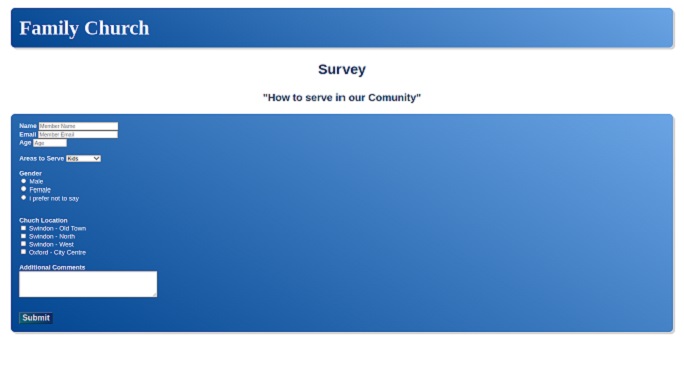 Family Church
Survey
"How to serve in our Comunity"
Name Member Name
Email Member Email
Age Age
Areas to Serve Kids
Gender
Male
Female
I prefer not to say
Chuch Location
Swindon - Old Town
Swindon - North
Swindon - West
Oxford - City Centre
Additional Comments
Submit